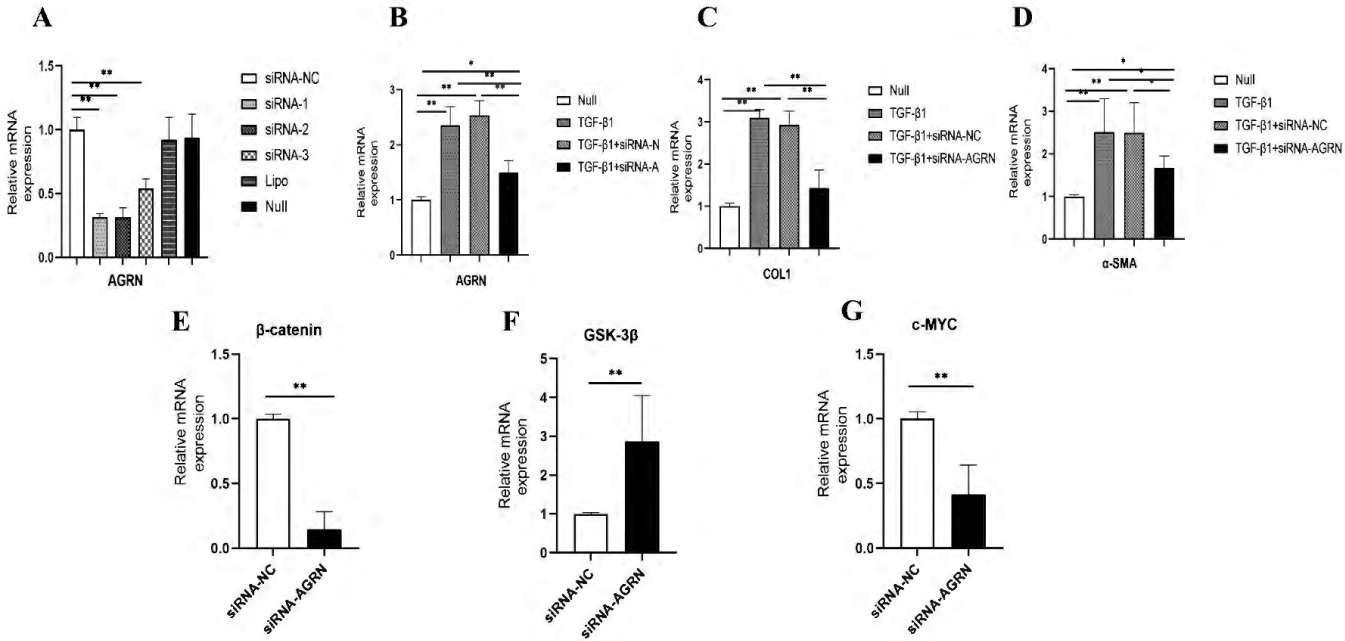 A
Relative mRNA
expression
1.5
1.0
0.5
0.0
**
**
**
AGRN
siRNA-NC
siRNA-1
siRNA-2
siRNA-3
Lipo
Null
B
Relative mRNA
expression
3
2
1
0
*
**
**
**
**
AGRN
Null
TGF-β1
TGF-β1+siRNA-N
TGF-β1+siRNA-A
C
Relative mRNA
expression
4
3
2
1
0
**
**
**
**
COL1
Null
TGF-β1
TGF-β1+siRNA-NC
TGF-β1+siRNA-AGRN
D
Relative mRNA
expression
4
3
2
1
0
*
*
**
*
**
α-SMA
Null
TGF-β1
TGF-β1+siRNA-NC
TGF-β1+siRNA-AGRN
E
β-catenin
Relative mRNA
expression
1.5
1.0
0.5
0.0
**
siRNA-NC
siRNA-AGRN
F
GSK-3β
Relative mRNA
expression
5
4
3
2
1
0
**
siRNA-NC
siRNA-AGRN
G
c-MYC
Relative mRNA
expression
1.5
1.0
0.5
0.0
**
siRNA-NC
siRNA-AGRN